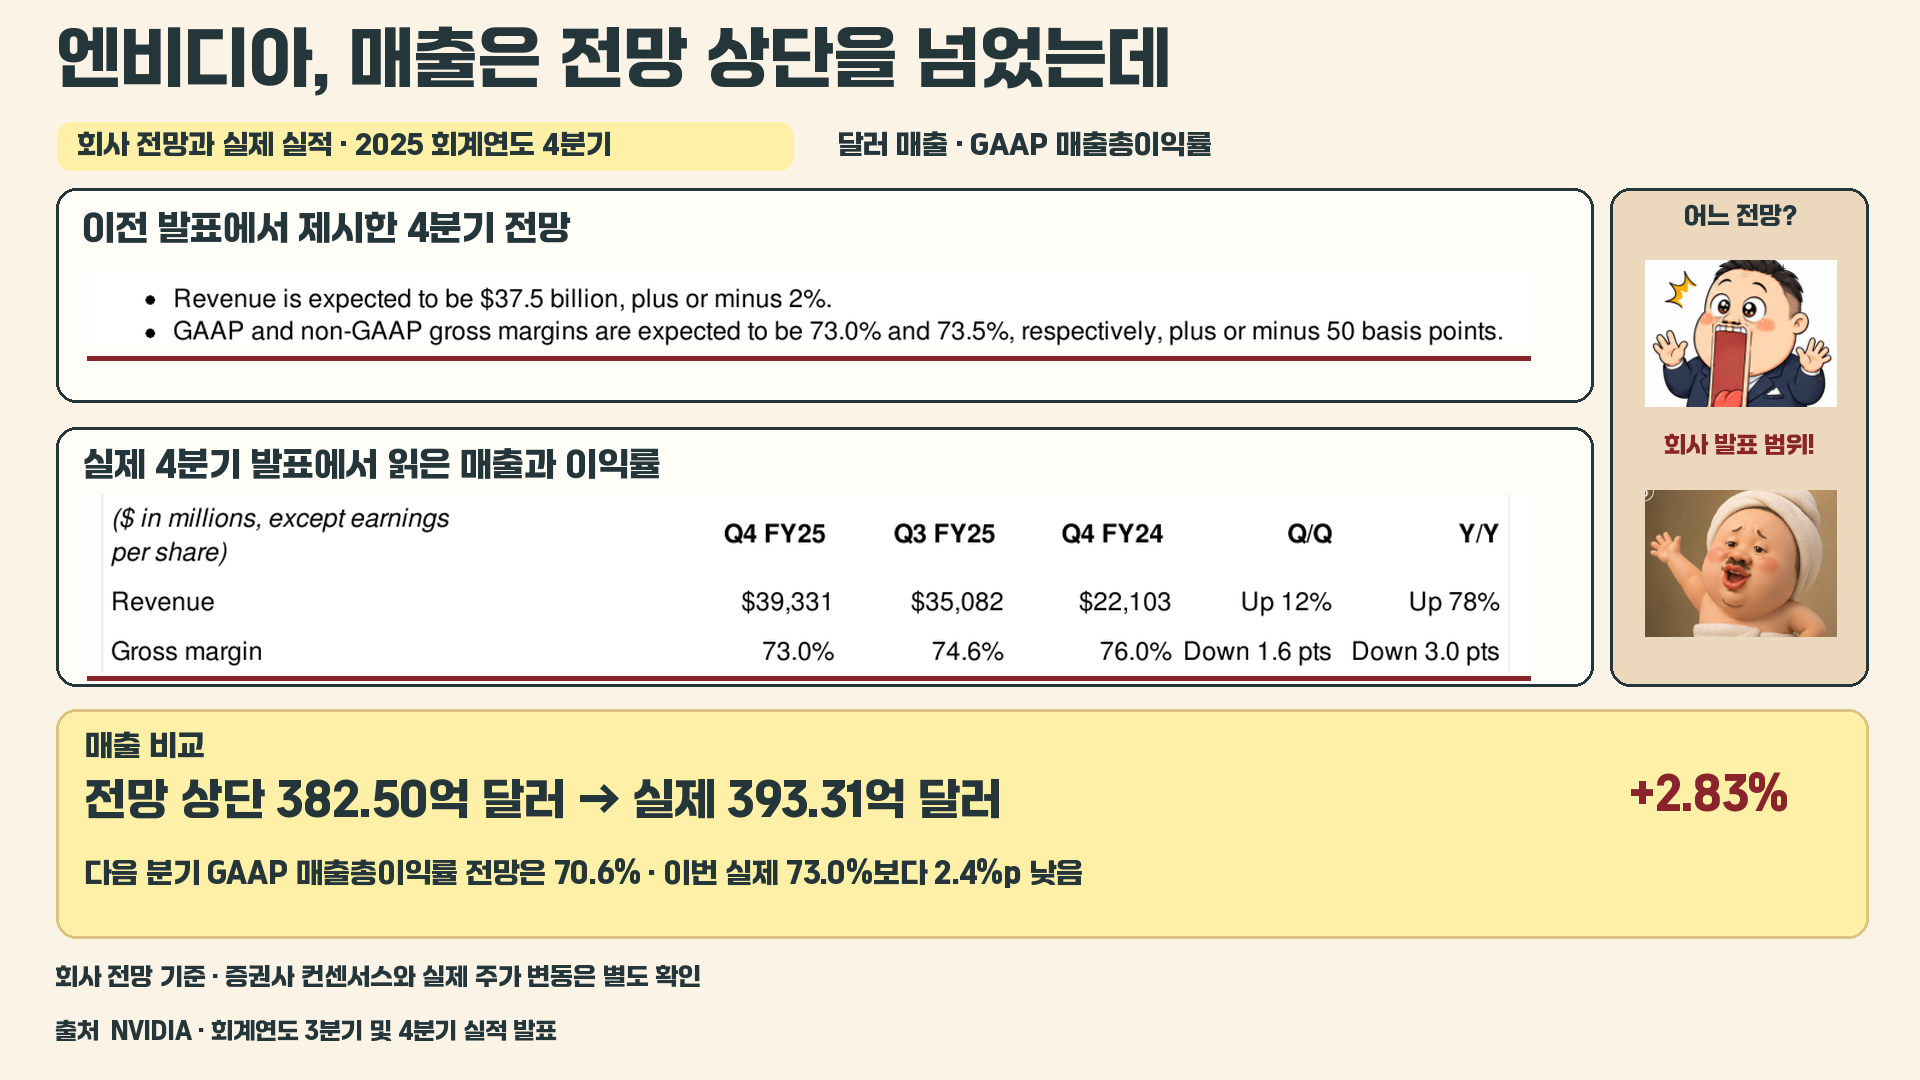 엔비디아, 매출은 전망 상단을 넘었는데
회사 전망과 실제 실적 · 2025 회계연도 4분기
달러 매출 · GAAP 매출총이익률
이전 발표에서 제시한 4분기 전망
• Revenue is expected to be $37.5 billion, plus or minus 2%.
• GAAP and non-GAAP gross margins are expected to be 73.0% and 73.5%, respectively, plus or minus 50 basis points.
어느 전망?
회사 발표 범위!
실제 4분기 발표에서 읽은 매출과 이익률
($ in millions, except earnings per share) Q4 FY25 Q3 FY25 Q4 FY24 Q/Q Y/Y
Revenue $39,331 $35,082 $22,103 Up 12% Up 78%
Gross margin 73.0% 74.6% 76.0% Down 1.6 pts Down 3.0 pts
매출 비교
전망 상단 382.50억 달러 → 실제 393.31억 달러 +2.83%
다음 분기 GAAP 매출총이익률 전망은 70.6% · 이번 실제 73.0%보다 2.4%p 낮음
회사 전망 기준 · 증권사 컨센서스와 실제 주가 변동은 별도 확인
출처 NVIDIA · 회계연도 3분기 및 4분기 실적 발표